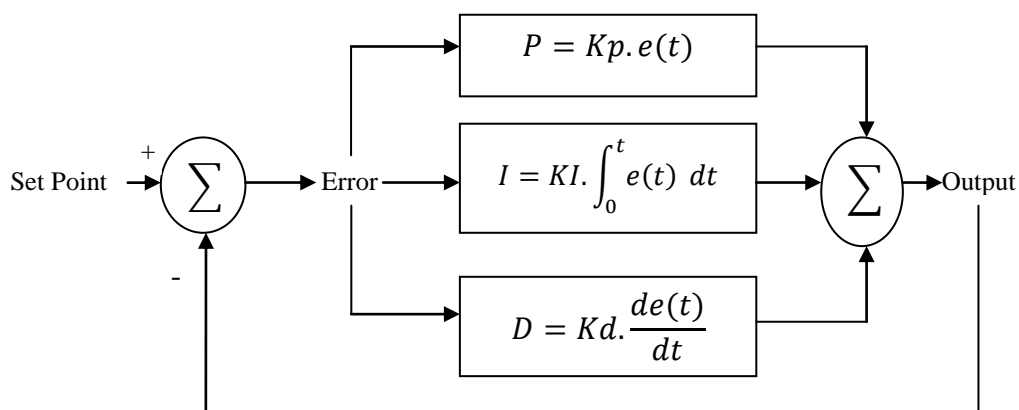 P = Kp. e(t)
+
Set Point
∑
Error
I = KI. ∫₀ᵗ e(t) dt
∑
Output
-
D = Kd. de(t)/dt